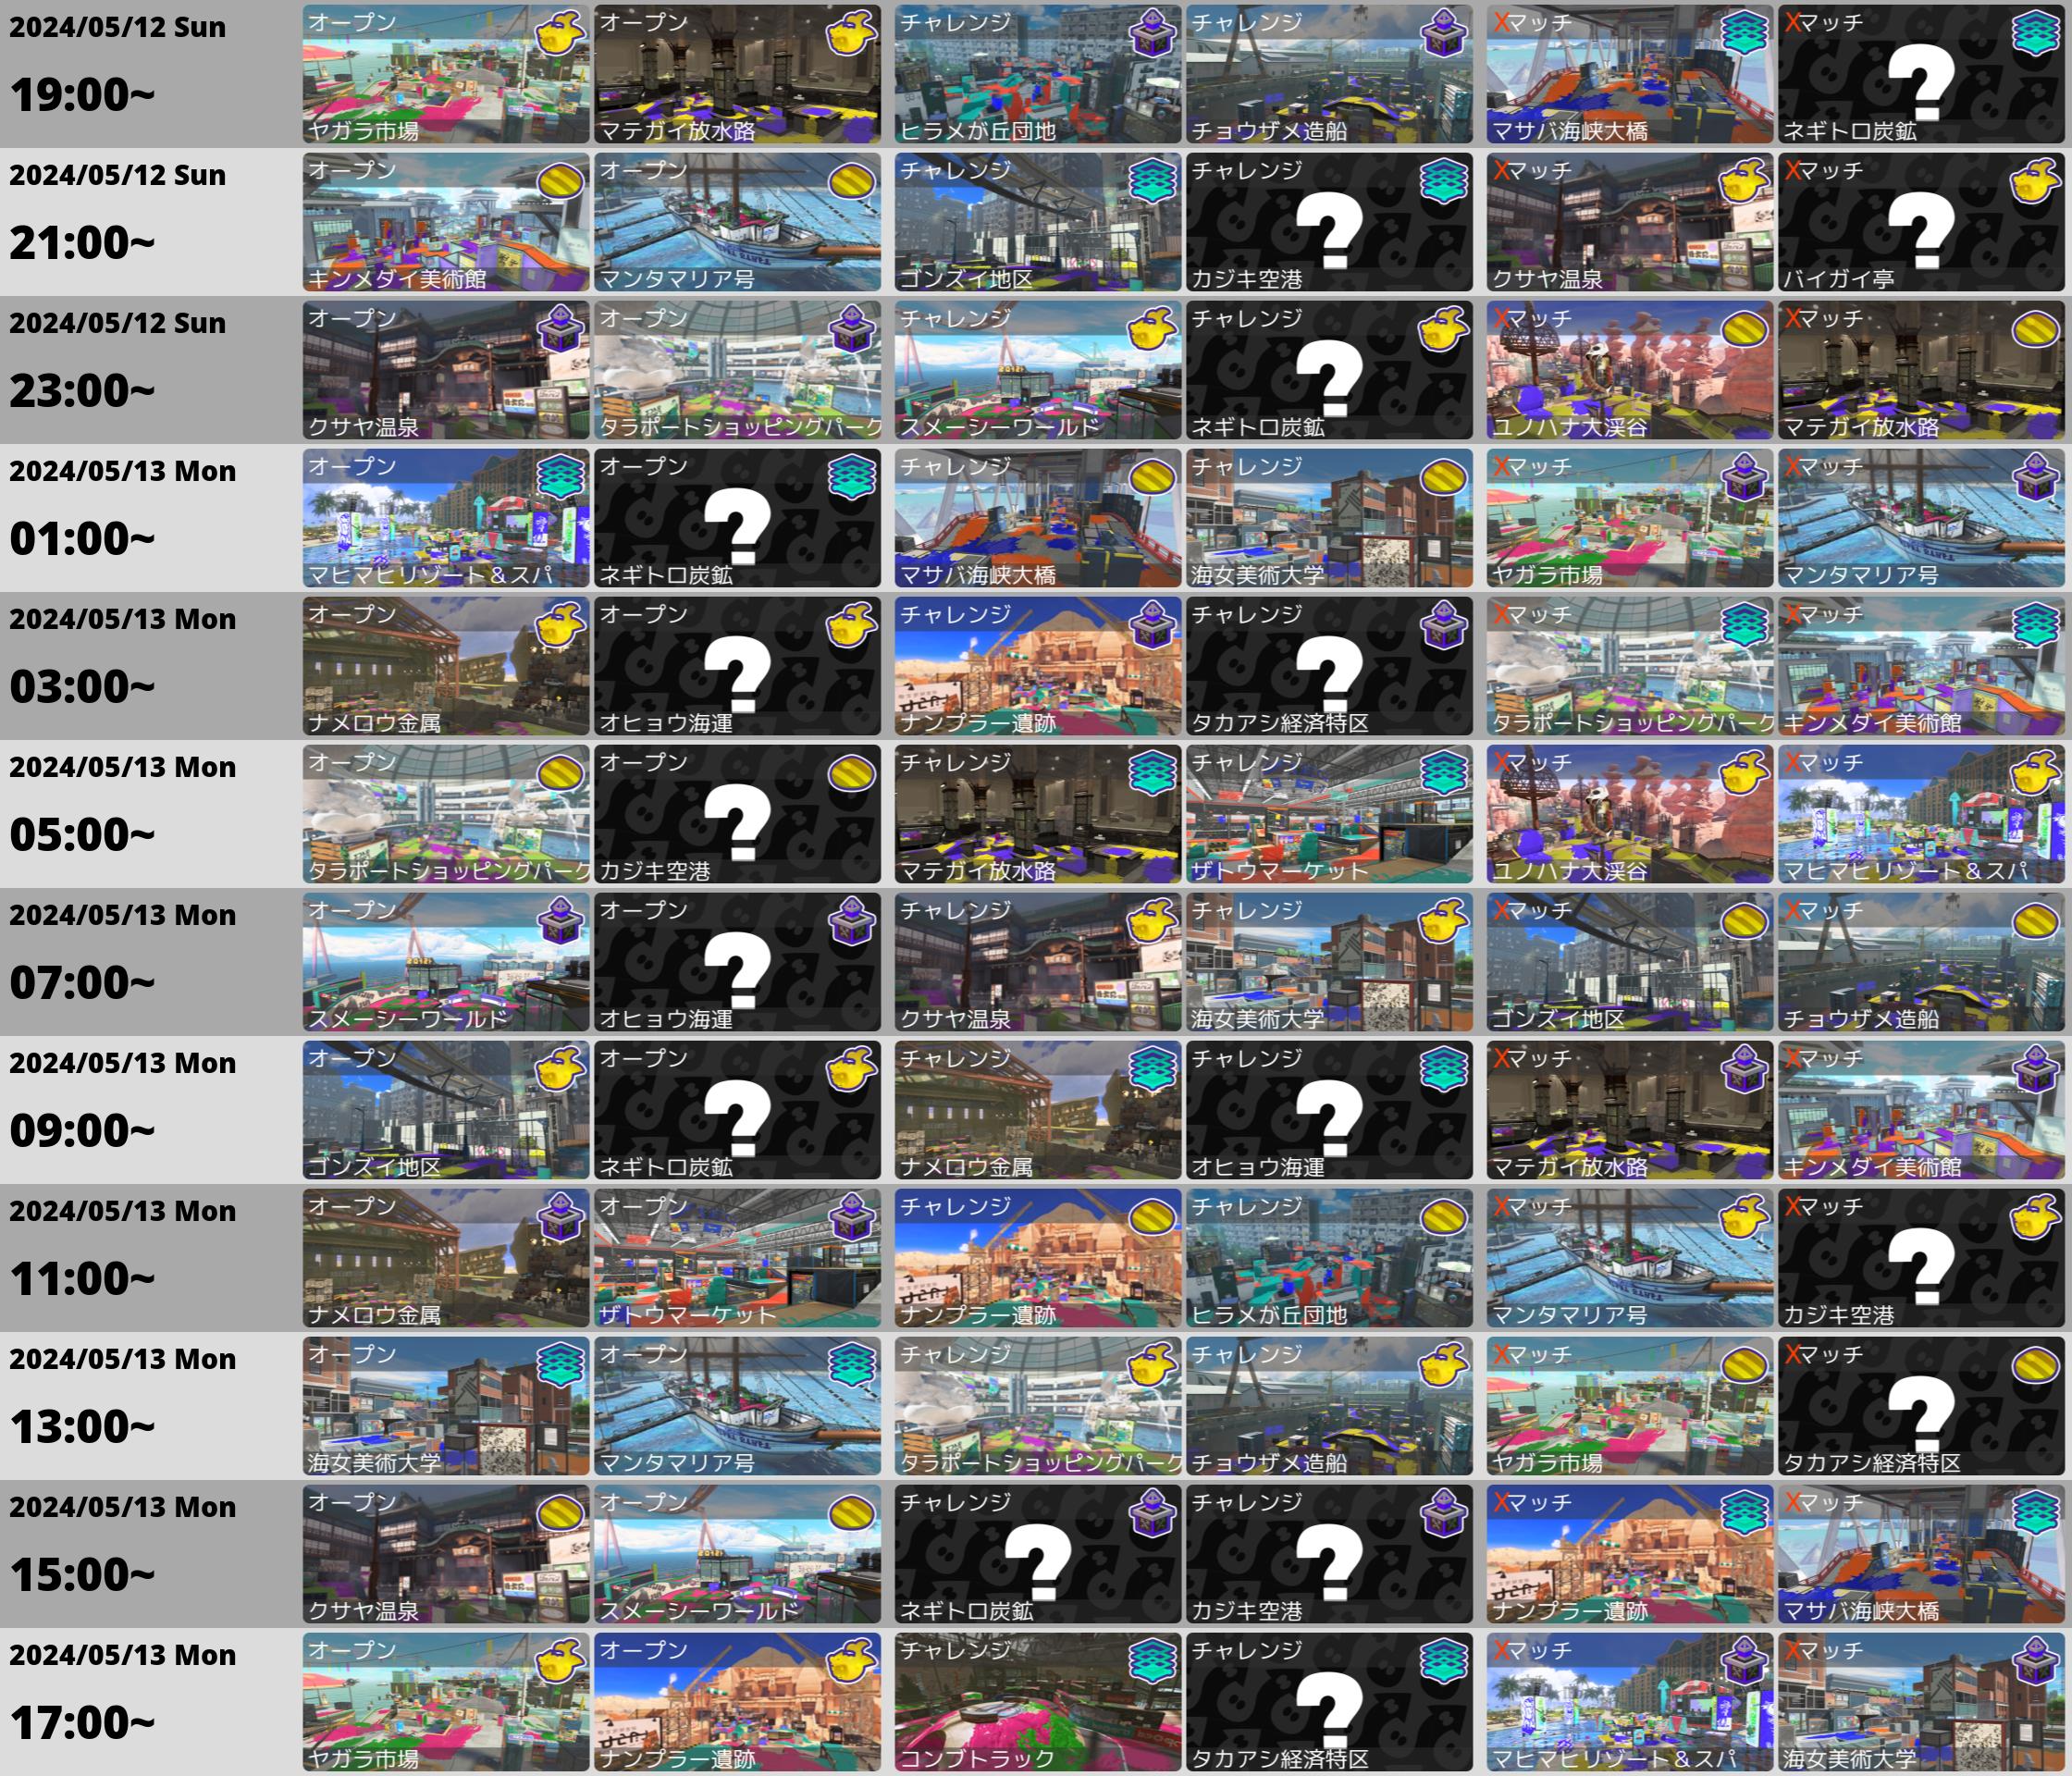 2024/05/12 Sun
19:00~
オープン
ヤガラ市場
オープン
マテガイ放水路
チャレンジ
ヒラメが丘団地
チャレンジ
チョウザメ造船
Xマッチ
マサバ海峡大橋
Xマッチ
?
ネギトロ炭鉱
2024/05/12 Sun
21:00~
オープン
キンメダイ美術館
オープン
マンタマリア号
チャレンジ
ゴンズイ地区
チャレンジ
?
カジキ空港
Xマッチ
クサヤ温泉
Xマッチ
?
バイガイ亭
2024/05/12 Sun
23:00~
オープン
クサヤ温泉
オープン
タラポートショッピングパーク
チャレンジ
スメーシーワールド
チャレンジ
?
ネギトロ炭鉱
Xマッチ
ユノハナ大渓谷
Xマッチ
マテガイ放水路
2024/05/13 Mon
01:00~
オープン
マヒマヒリゾート&スパ
オープン
?
ネギトロ炭鉱
チャレンジ
マサバ海峡大橋
チャレンジ
海女美術大学
Xマッチ
ヤガラ市場
Xマッチ
マンタマリア号
2024/05/13 Mon
03:00~
オープン
ナメロウ金属
オープン
?
オヒョウ海運
チャレンジ
ナンプラー遺跡
チャレンジ
?
タカアシ経済特区
Xマッチ
タラポートショッピングパーク
Xマッチ
キンメダイ美術館
2024/05/13 Mon
05:00~
オープン
タラポートショッピングパーク
オープン
?
カジキ空港
チャレンジ
マテガイ放水路
チャレンジ
ザトウマーケット
Xマッチ
ユノハナ大渓谷
Xマッチ
マヒマヒリゾート&スパ
2024/05/13 Mon
07:00~
オープン
スメーシーワールド
オープン
?
オヒョウ海運
チャレンジ
クサヤ温泉
チャレンジ
海女美術大学
Xマッチ
ゴンズイ地区
Xマッチ
チョウザメ造船
2024/05/13 Mon
09:00~
オープン
ゴンズイ地区
オープン
?
ネギトロ炭鉱
チャレンジ
ナメロウ金属
チャレンジ
?
オヒョウ海運
Xマッチ
マテガイ放水路
Xマッチ
キンメダイ美術館
2024/05/13 Mon
11:00~
オープン
ナメロウ金属
オープン
ザトウマーケット
チャレンジ
ナンプラー遺跡
チャレンジ
ヒラメが丘団地
Xマッチ
マンタマリア号
Xマッチ
?
カジキ空港
2024/05/13 Mon
13:00~
オープン
海女美術大学
オープン
マンタマリア号
チャレンジ
タラポートショッピングパーク
チャレンジ
チョウザメ造船
Xマッチ
ヤガラ市場
Xマッチ
?
タカアシ経済特区
2024/05/13 Mon
15:00~
オープン
クサヤ温泉
オープン
スメーシーワールド
チャレンジ
?
ネギトロ炭鉱
チャレンジ
?
カジキ空港
Xマッチ
ナンプラー遺跡
Xマッチ
マサバ海峡大橋
2024/05/13 Mon
17:00~
オープン
ヤガラ市場
オープン
ナンプラー遺跡
チャレンジ
コンブトラック
チャレンジ
?
タカアシ経済特区
Xマッチ
マヒマヒリゾート&スパ
Xマッチ
海女美術大学